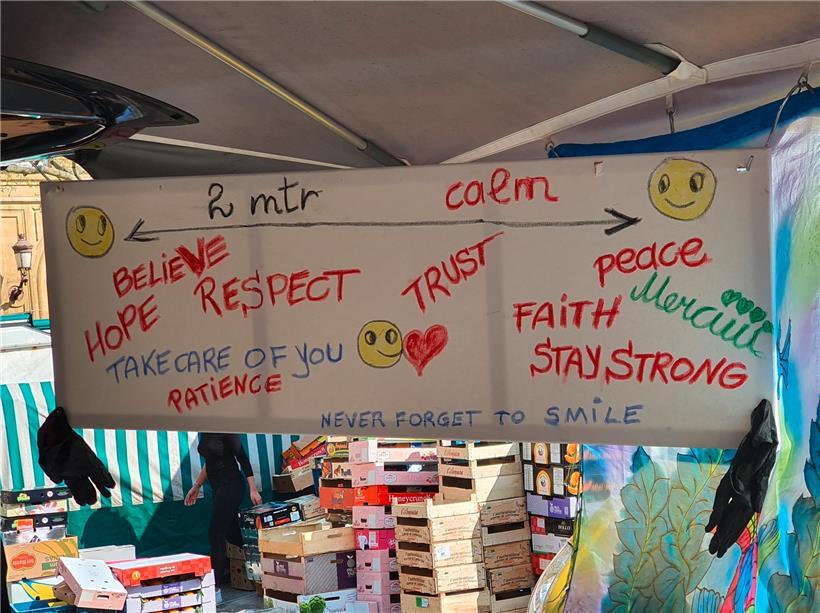 2 mtr calm
BELIEVE
HOPE RESPECT
TRUST
peace
FAITH
Merciiii
TAKE CARE OF YOU
STAY STRONG
PATIENCE
NEVER FORGET TO SMILE